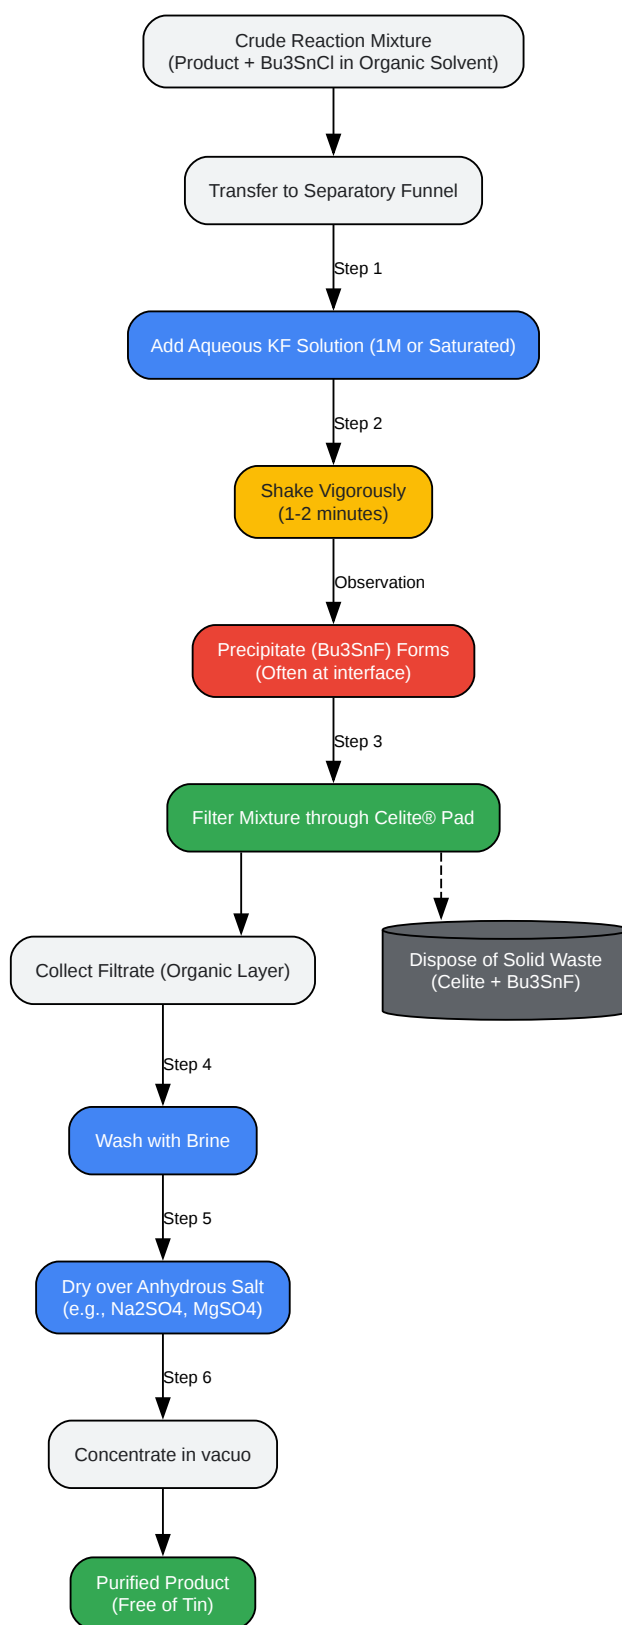 Crude Reaction Mixture
(Product + Bu3SnCl in Organic Solvent)
Transfer to Separatory Funnel
Step 1
Add Aqueous KF Solution (1M or Saturated)
Step 2
Shake Vigorously
(1-2 minutes)
Observation
Precipitate (Bu3SnF) Forms
(Often at interface)
Step 3
Filter Mixture through Celite® Pad
Collect Filtrate (Organic Layer)
Dispose of Solid Waste
(Celite + Bu3SnF)
Step 4
Wash with Brine
Step 5
Dry over Anhydrous Salt
(e.g., Na2SO4, MgSO4)
Step 6
Concentrate in vacuo
Purified Product
(Free of Tin)